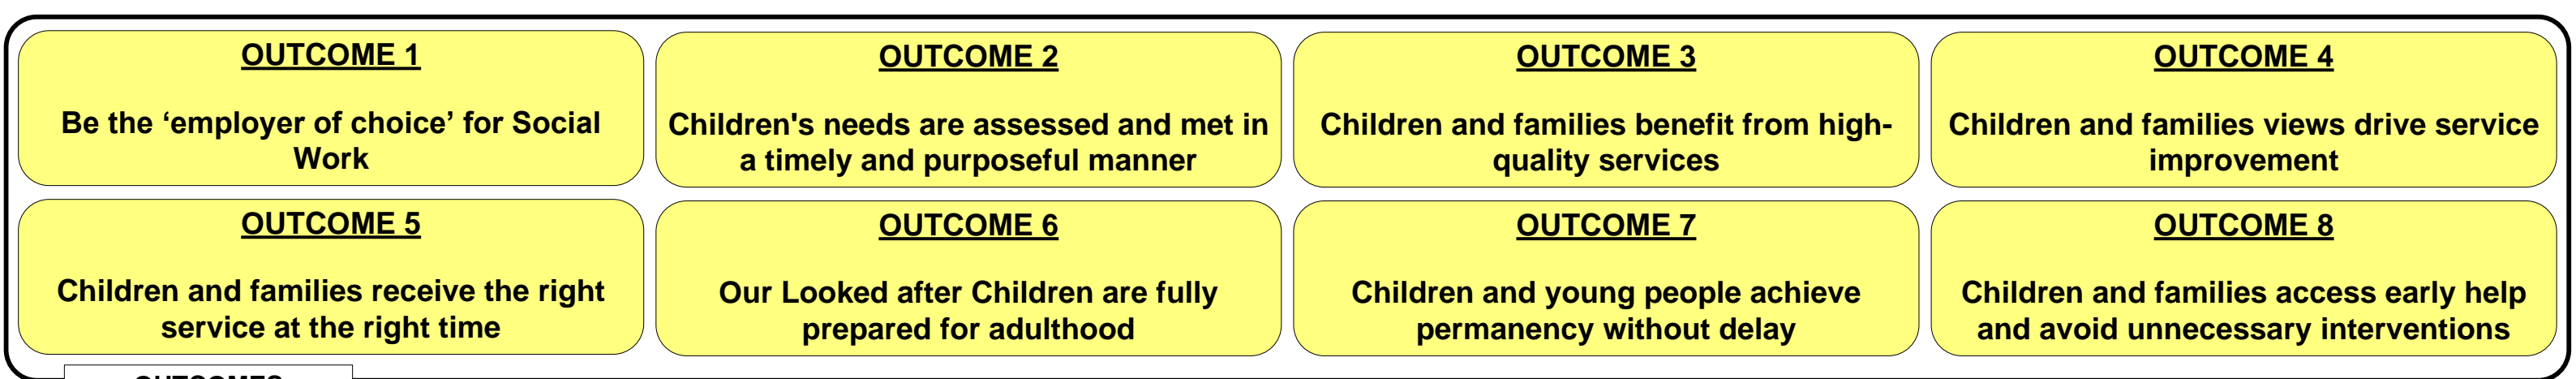 OUTCOME 1
Be the ‘employer of choice’ for Social
Work
OUTCOME 2
Children's needs are assessed and met in
a timely and purposeful manner
OUTCOME 3
Children and families benefit from high-
quality services
OUTCOME 4
Children and families views drive service
improvement
OUTCOME 5
Children and families receive the right
service at the right time
OUTCOME 6
Our Looked after Children are fully
prepared for adulthood
OUTCOME 7
Children and young people achieve
permanency without delay
OUTCOME 8
Children and families access early help
and avoid unnecessary interventions
OUTCOMES